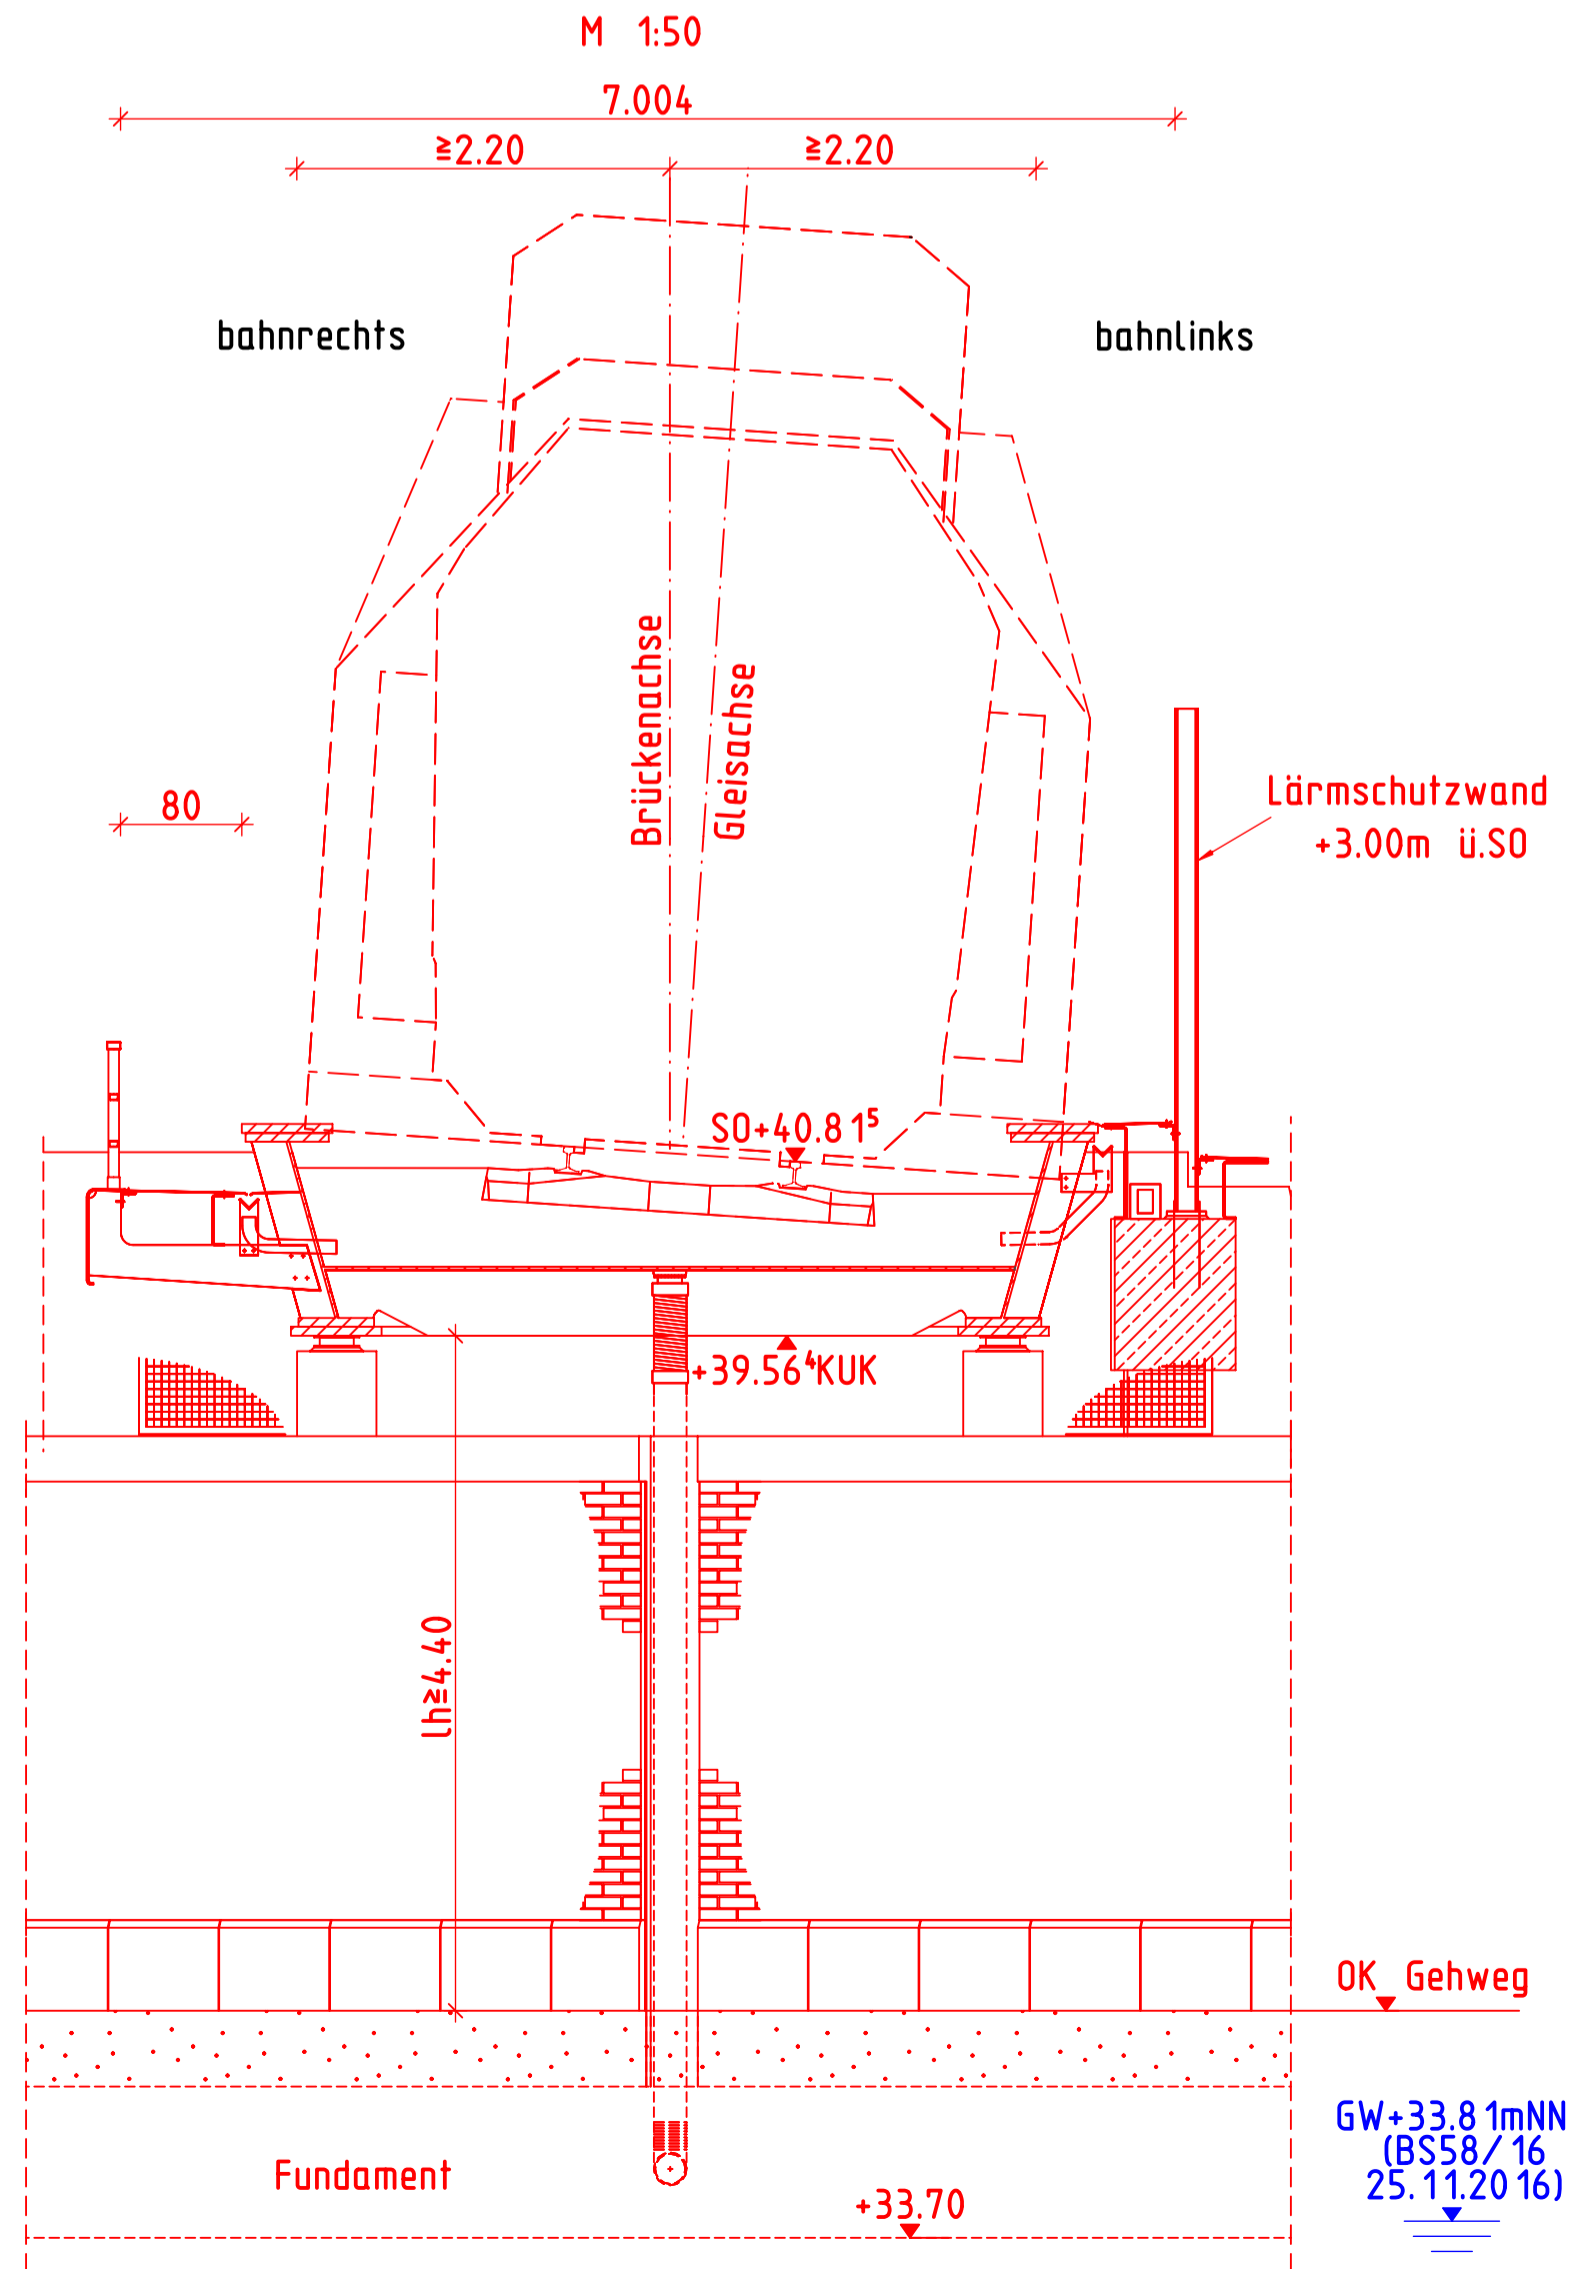 M 1:50
7.004
≧2.20 ≧2.20
bahnrechts bahnlinks
Brückenachse
Gleisachse
80
Lärmschutzwand
+3.00m ü.SO
SO+40.81⁵
+39.56⁴KUK
lh≥4.40
OK Gehweg
GW+33.81mNN
(BS58/16
25.11.2016)
Fundament
+33.70